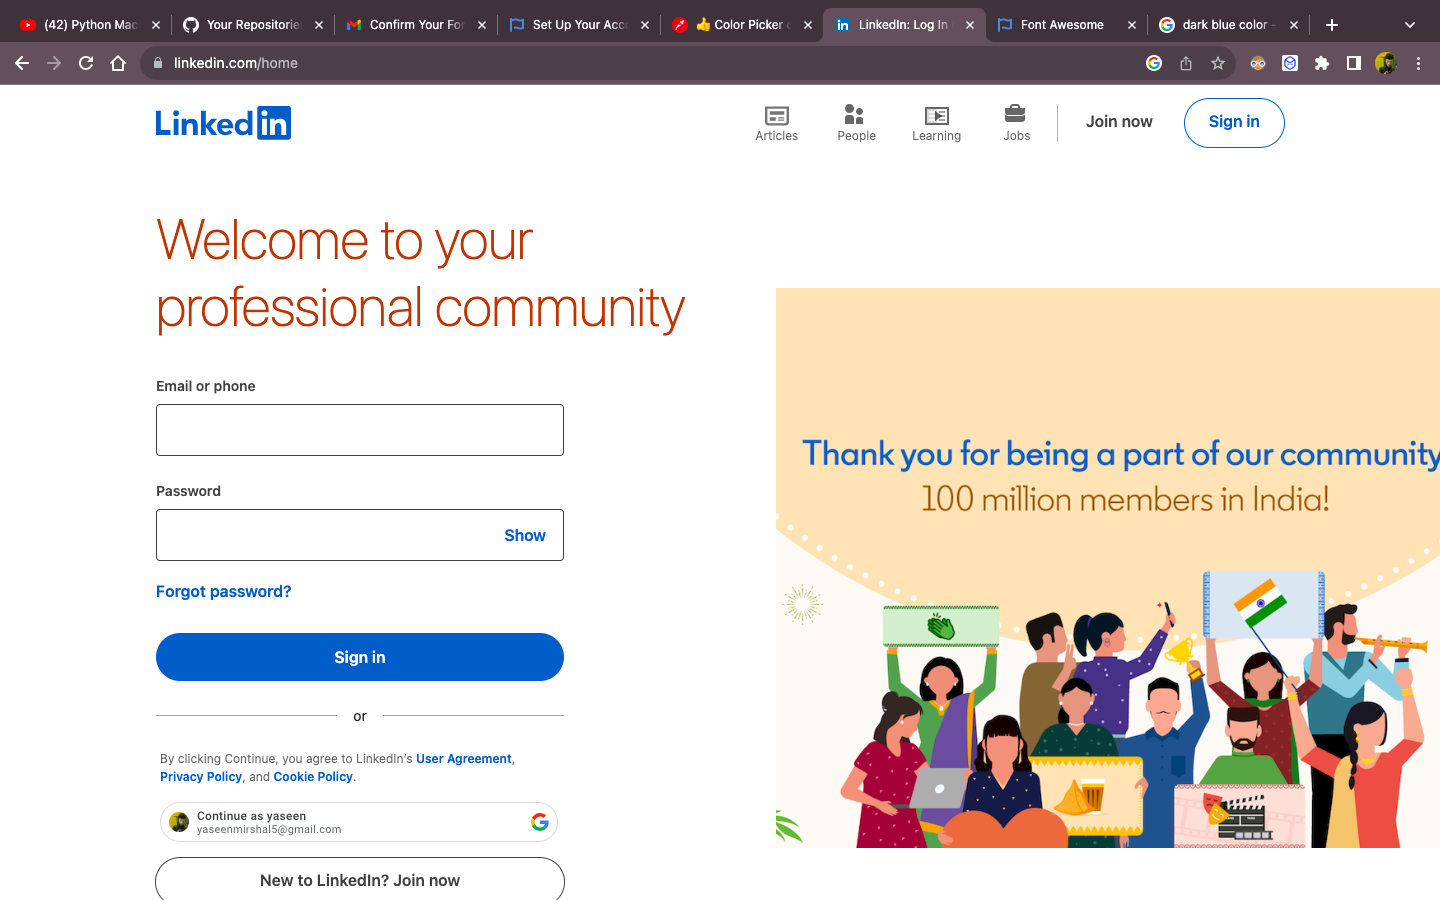 (42) Python Mac
Your Repositories
Confirm Your For
Set Up Your Acc
👍 Color Picker
LinkedIn: Log In
Font Awesome
dark blue color -
linkedin.com/home
Linked in
Articles
People
Learning
Jobs
Join now
Sign in
Welcome to your
professional community
Email or phone
Password
Show
Forgot password?
Sign in
or
By clicking Continue, you agree to LinkedIn's User Agreement,
Privacy Policy, and Cookie Policy.
Continue as yaseen
yaseenmirshal5@gmail.com
New to LinkedIn? Join now
Thank you for being a part of our community
100 million members in India!